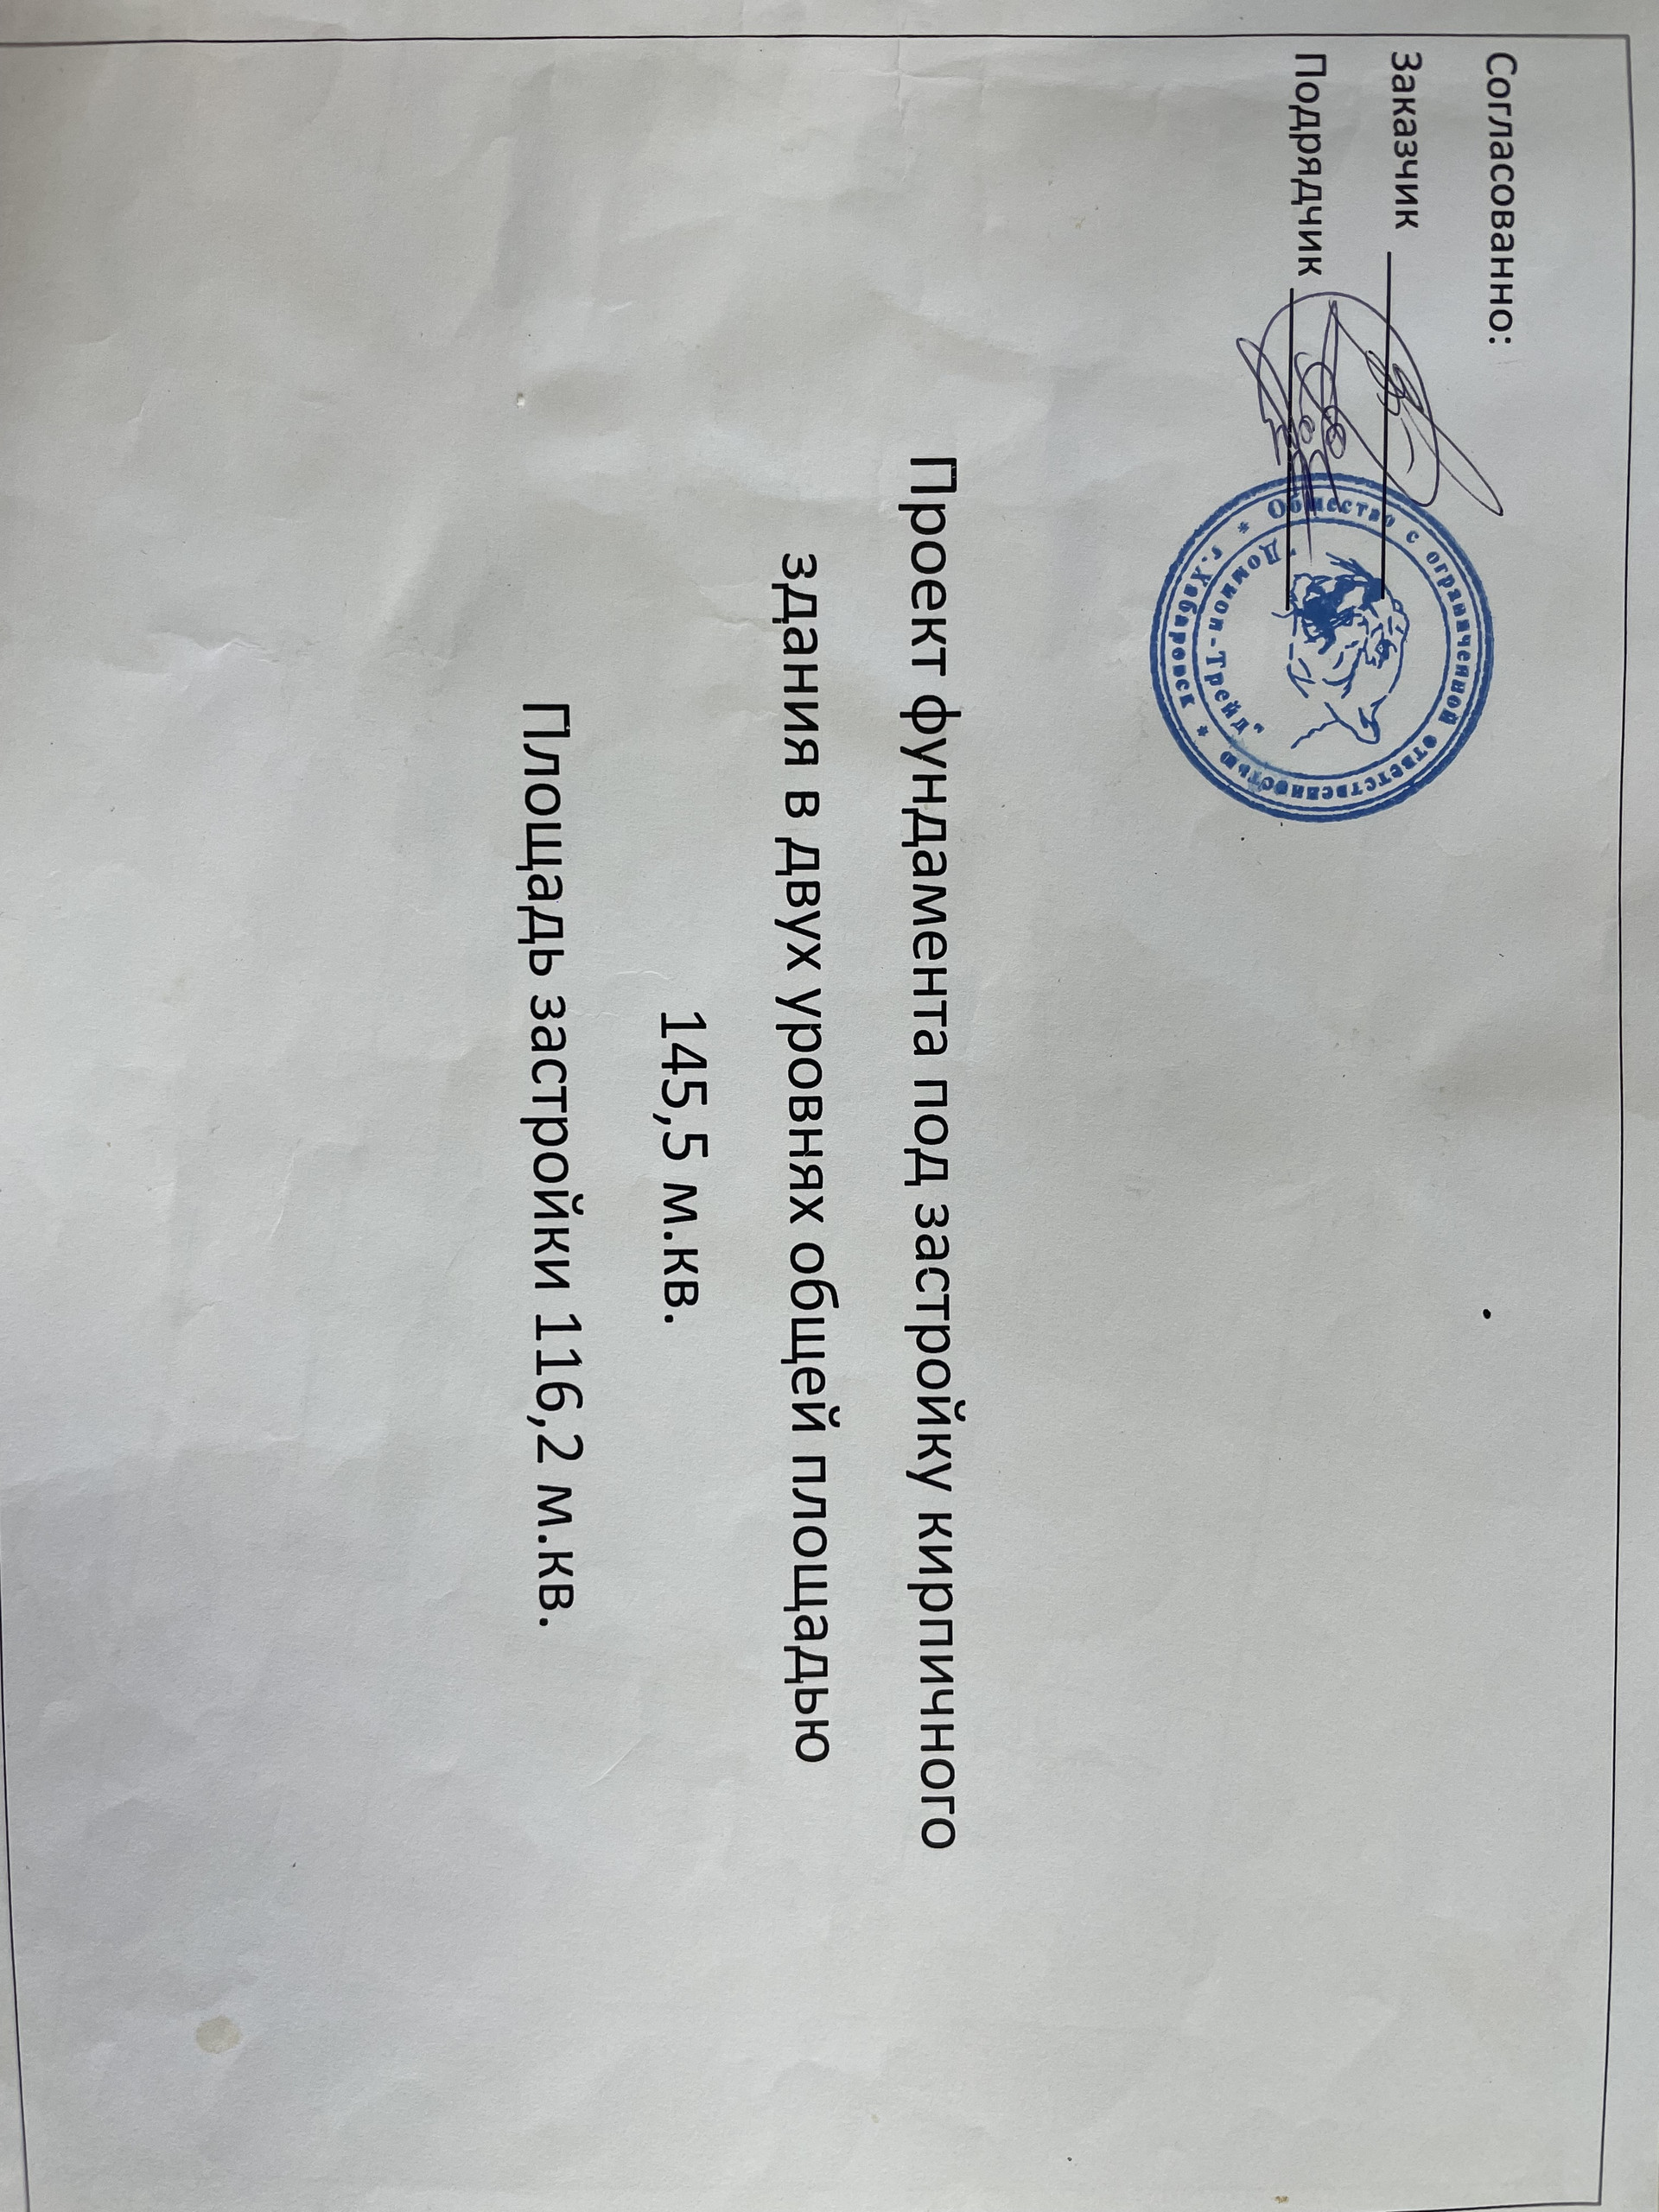 Согласованно:
Заказчик
Подрядчик
Общество с ограниченной ответственностью
г. Хабаровск
"Домион-Трейд"
Проект фундамента под застройку кирпичного
здания в двух уровнях общей площадью
145,5 м.кв.
Площадь застройки 116,2 м.кв.